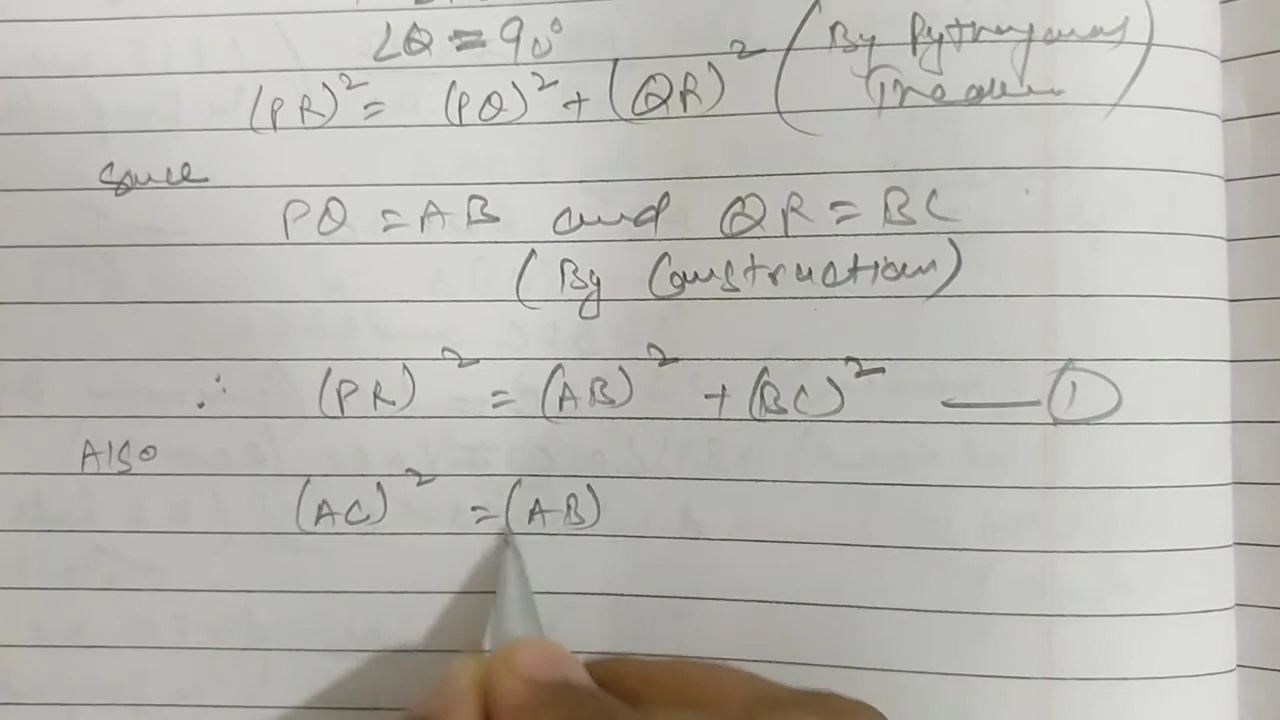 ∠Q = 90°
(PR)² = (PQ)² + (QR)² (By Pythagoras Theorem)
Since
PQ = AB and QR = BC
(By Construction)
∴ (PR)² = (AB)² + (BC)² — ①
Also
(AC)² = (AB)